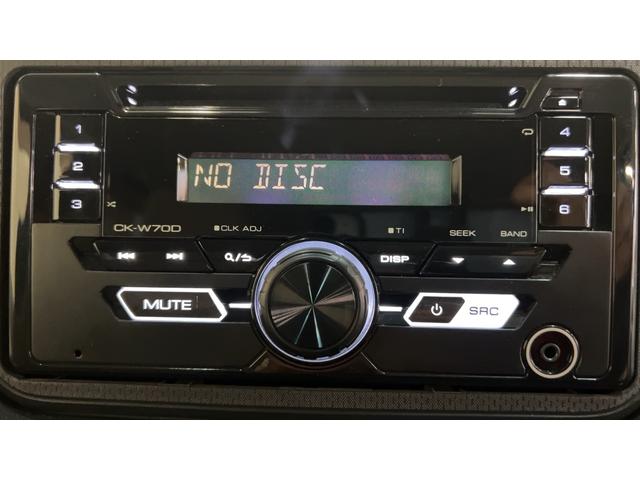 1
2
3
NO DISC
4
5
6
CK-W70D
CLK ADJ
TI
SEEK
BAND
DISP
MUTE
SRC